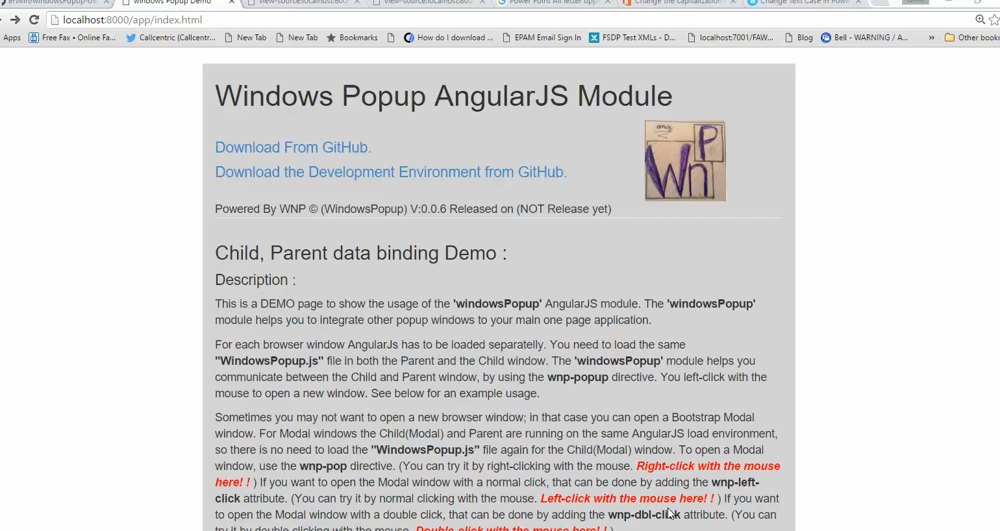 ervinn/windowsPopup-de
Windows Popup Demo
view-source:localhost:800
view-source:localhost:800
Power Point All letter upp
Change the capitalization
Change Text Case in Powe
localhost:8000/app/index.html
Apps Free Fax • Online Fa... Callcentric (Callcentr... New Tab New Tab Bookmarks How do I download ... EPAM Email Sign In FSDP Test XMLs - D... localhost:7001/FAW... Blog Bell - WARNING / A... » Other book
Windows Popup AngularJS Module
Download From GitHub.
Download the Development Environment from GitHub.
P
Wn
Powered By WNP © (WindowsPopup) V:0.0.6 Released on (NOT Release yet)
Child, Parent data binding Demo :
Description :
This is a DEMO page to show the usage of the 'windowsPopup' AngularJS module. The 'windowsPopup'
module helps you to integrate other popup windows to your main one page application.
For each browser window AngularJs has to be loaded separatelly. You need to load the same
"WindowsPopup.js" file in both the Parent and the Child window. The 'windowsPopup' module helps you
communicate between the Child and Parent window, by using the wnp-popup directive. You left-click with the
mouse to open a new window. See below for an example usage.
Sometimes you may not want to open a new browser window; in that case you can open a Bootstrap Modal
window. For Modal windows the Child(Modal) and Parent are running on the same AngularJS load environment,
so there is no need to load the "WindowsPopup.js" file again for the Child(Modal) window. To open a Modal
window, use the wnp-pop directive. (You can try it by right-clicking with the mouse. Right-click with the mouse
here! ! ) If you want to open the Modal window with a normal click, that can be done by adding the wnp-left-
click attribute. (You can try it by normal clicking with the mouse. Left-click with the mouse here! ! ) If you want
to open the Modal window with a double click, that can be done by adding the wnp-dbl-click attribute. (You can
try it by double clicking with the mouse. Double-click with the mouse here! ! )